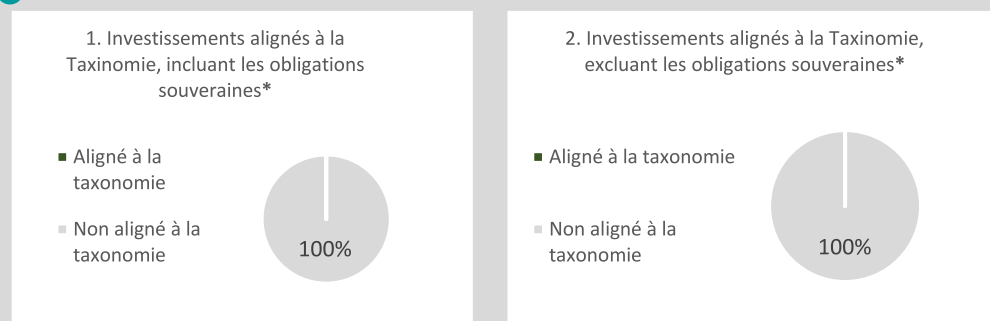 1. Investissements alignés à la
Taxinomie, incluant les obligations
souveraines*
Aligné à la
taxonomie
Non aligné à la
taxonomie
100%
2. Investissements alignés à la Taxinomie,
excluant les obligations souveraines*
Aligné à la taxonomie
Non aligné à la
taxonomie
100%